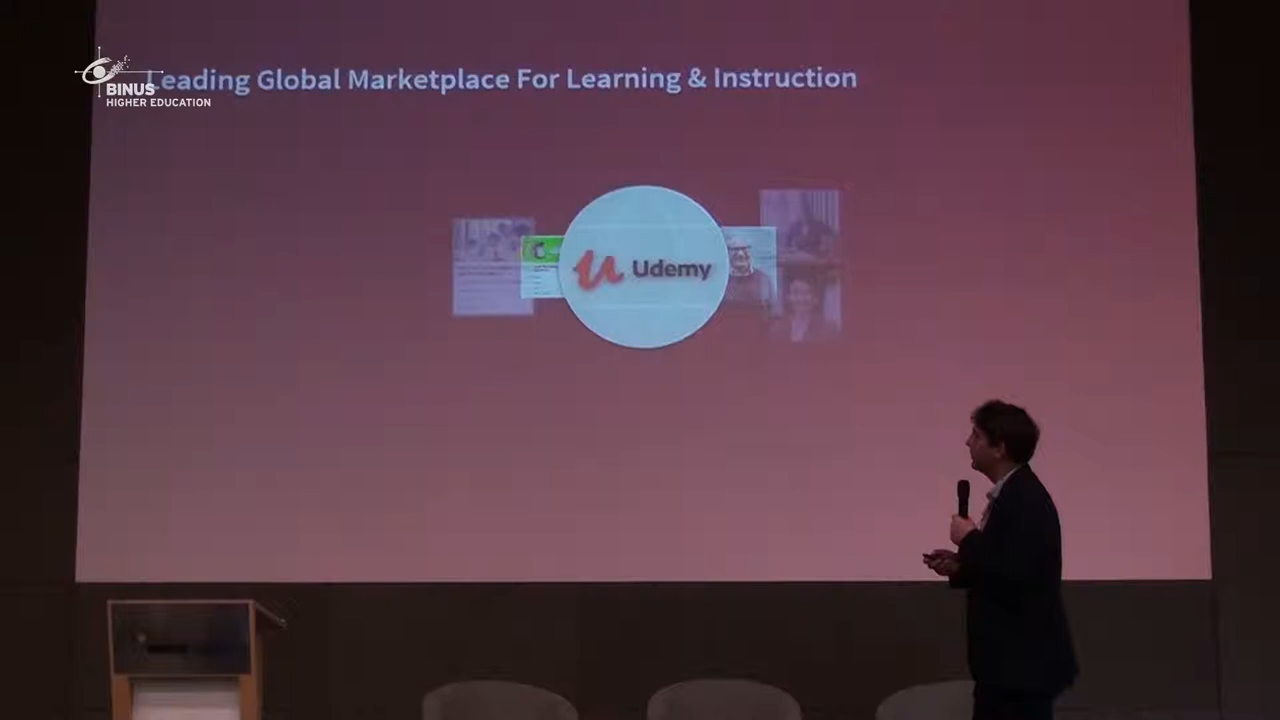 Leading Global Marketplace For Learning & Instruction
BINUS
HIGHER EDUCATION
Udemy